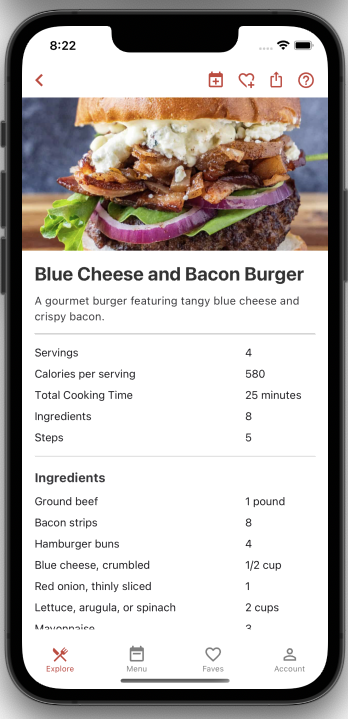 8:22
Blue Cheese and Bacon Burger
A gourmet burger featuring tangy blue cheese and
crispy bacon.
Servings 4
Calories per serving 580
Total Cooking Time 25 minutes
Ingredients 8
Steps 5
Ingredients
Ground beef 1 pound
Bacon strips 8
Hamburger buns 4
Blue cheese, crumbled 1/2 cup
Red onion, thinly sliced 1
Lettuce, arugula, or spinach 2 cups
Mayonnaise 3
Explore Menu Faves Account